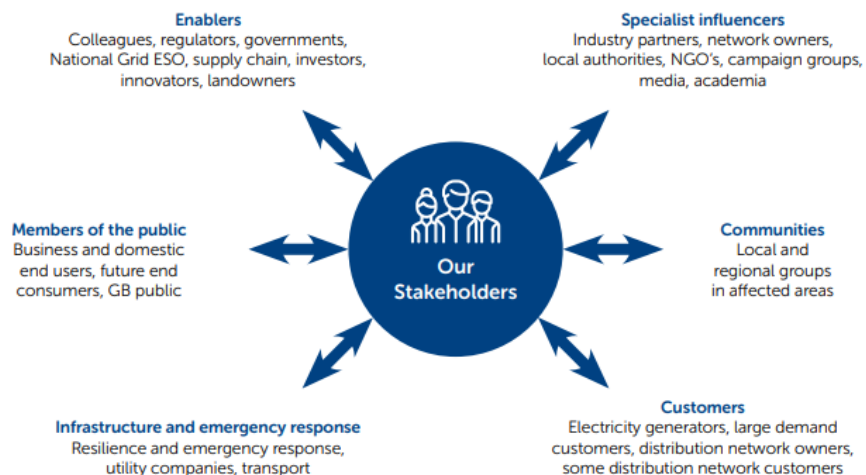 Enablers
Colleagues, regulators, governments,
National Grid ESO, supply chain, investors,
innovators, landowners
Specialist influencers
Industry partners, network owners,
local authorities, NGO's, campaign groups,
media, academia
Members of the public
Business and domestic
end users, future end
consumers, GB public
Our
Stakeholders
Communities
Local and
regional groups
in affected areas
Infrastructure and emergency response
Resilience and emergency response,
utility companies, transport
Customers
Electricity generators, large demand
customers, distribution network owners,
some distribution network customers